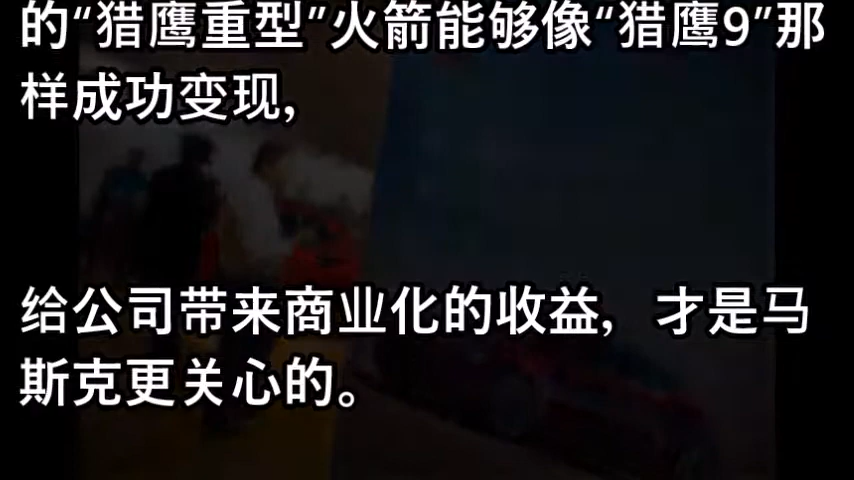 的“猎鹰重型”火箭能够像“猎鹰9”那
样成功变现,
给公司带来商业化的收益, 才是马
斯克更关心的。